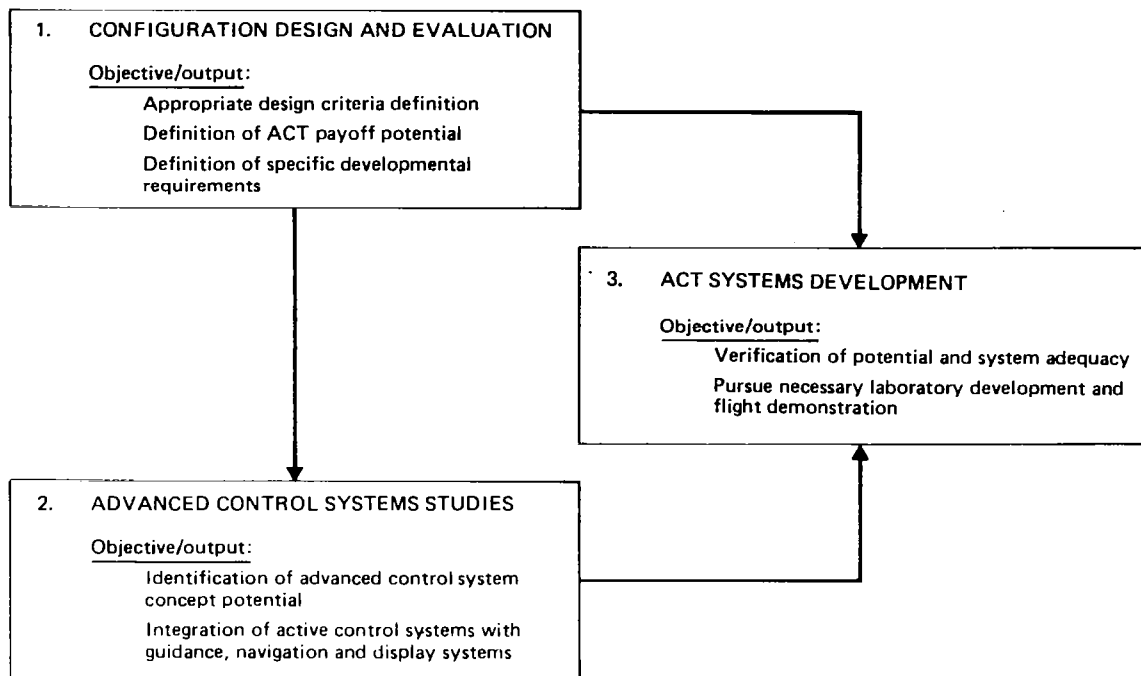 1. CONFIGURATION DESIGN AND EVALUATION
Objective/output:
Appropriate design criteria definition
Definition of ACT payoff potential
Definition of specific developmental
requirements
3. ACT SYSTEMS DEVELOPMENT
Objective/output:
Verification of potential and system adequacy
Pursue necessary laboratory development and
flight demonstration
2. ADVANCED CONTROL SYSTEMS STUDIES
Objective/output:
Identification of advanced control system
concept potential
Integration of active control systems with
guidance, navigation and display systems